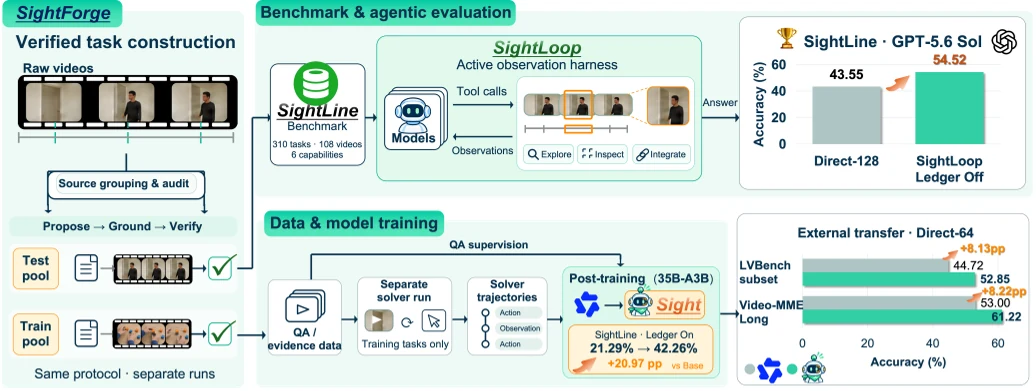 SightForge
Verified task construction
Raw videos
Source grouping & audit
Propose → Ground → Verify
Test
pool
Train
pool
Same protocol · separate runs
Benchmark & agentic evaluation
SightLine
Benchmark
310 tasks · 108 videos
6 capabilities
SightLoop
Active observation harness
Models
Tool calls
Observations
Explore
Inspect
Integrate
Answer
SightLine · GPT-5.6 Sol
Accuracy (%)
60
40
20
0
43.55
54.52
Direct-128
SightLoop
Ledger Off
Data & model training
QA supervision
QA /
evidence data
Separate
solver run
Training tasks only
Solver
trajectories
Action
Observation
Action
Post-training (35B-A3B)
Sight
SightLine · Ledger On
21.29% → 42.26%
+20.97 pp vs Base
External transfer · Direct-64
LVBench
subset
+8.13pp
44.72
52.85
Video-MME
Long
+8.22pp
53.00
61.22
0
20
40
60
Accuracy (%)